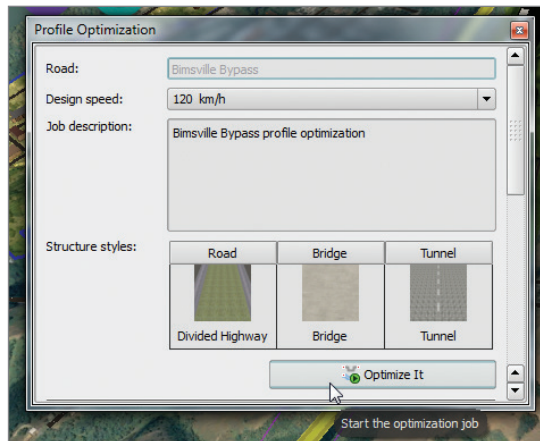 Profile Optimization
Road: Bimsville Bypass
Design speed: 120 km/h
Job description: Bimsville Bypass profile optimization
Structure styles: Road Bridge Tunnel
Divided Highway Bridge Tunnel
Optimize It
Start the optimization job